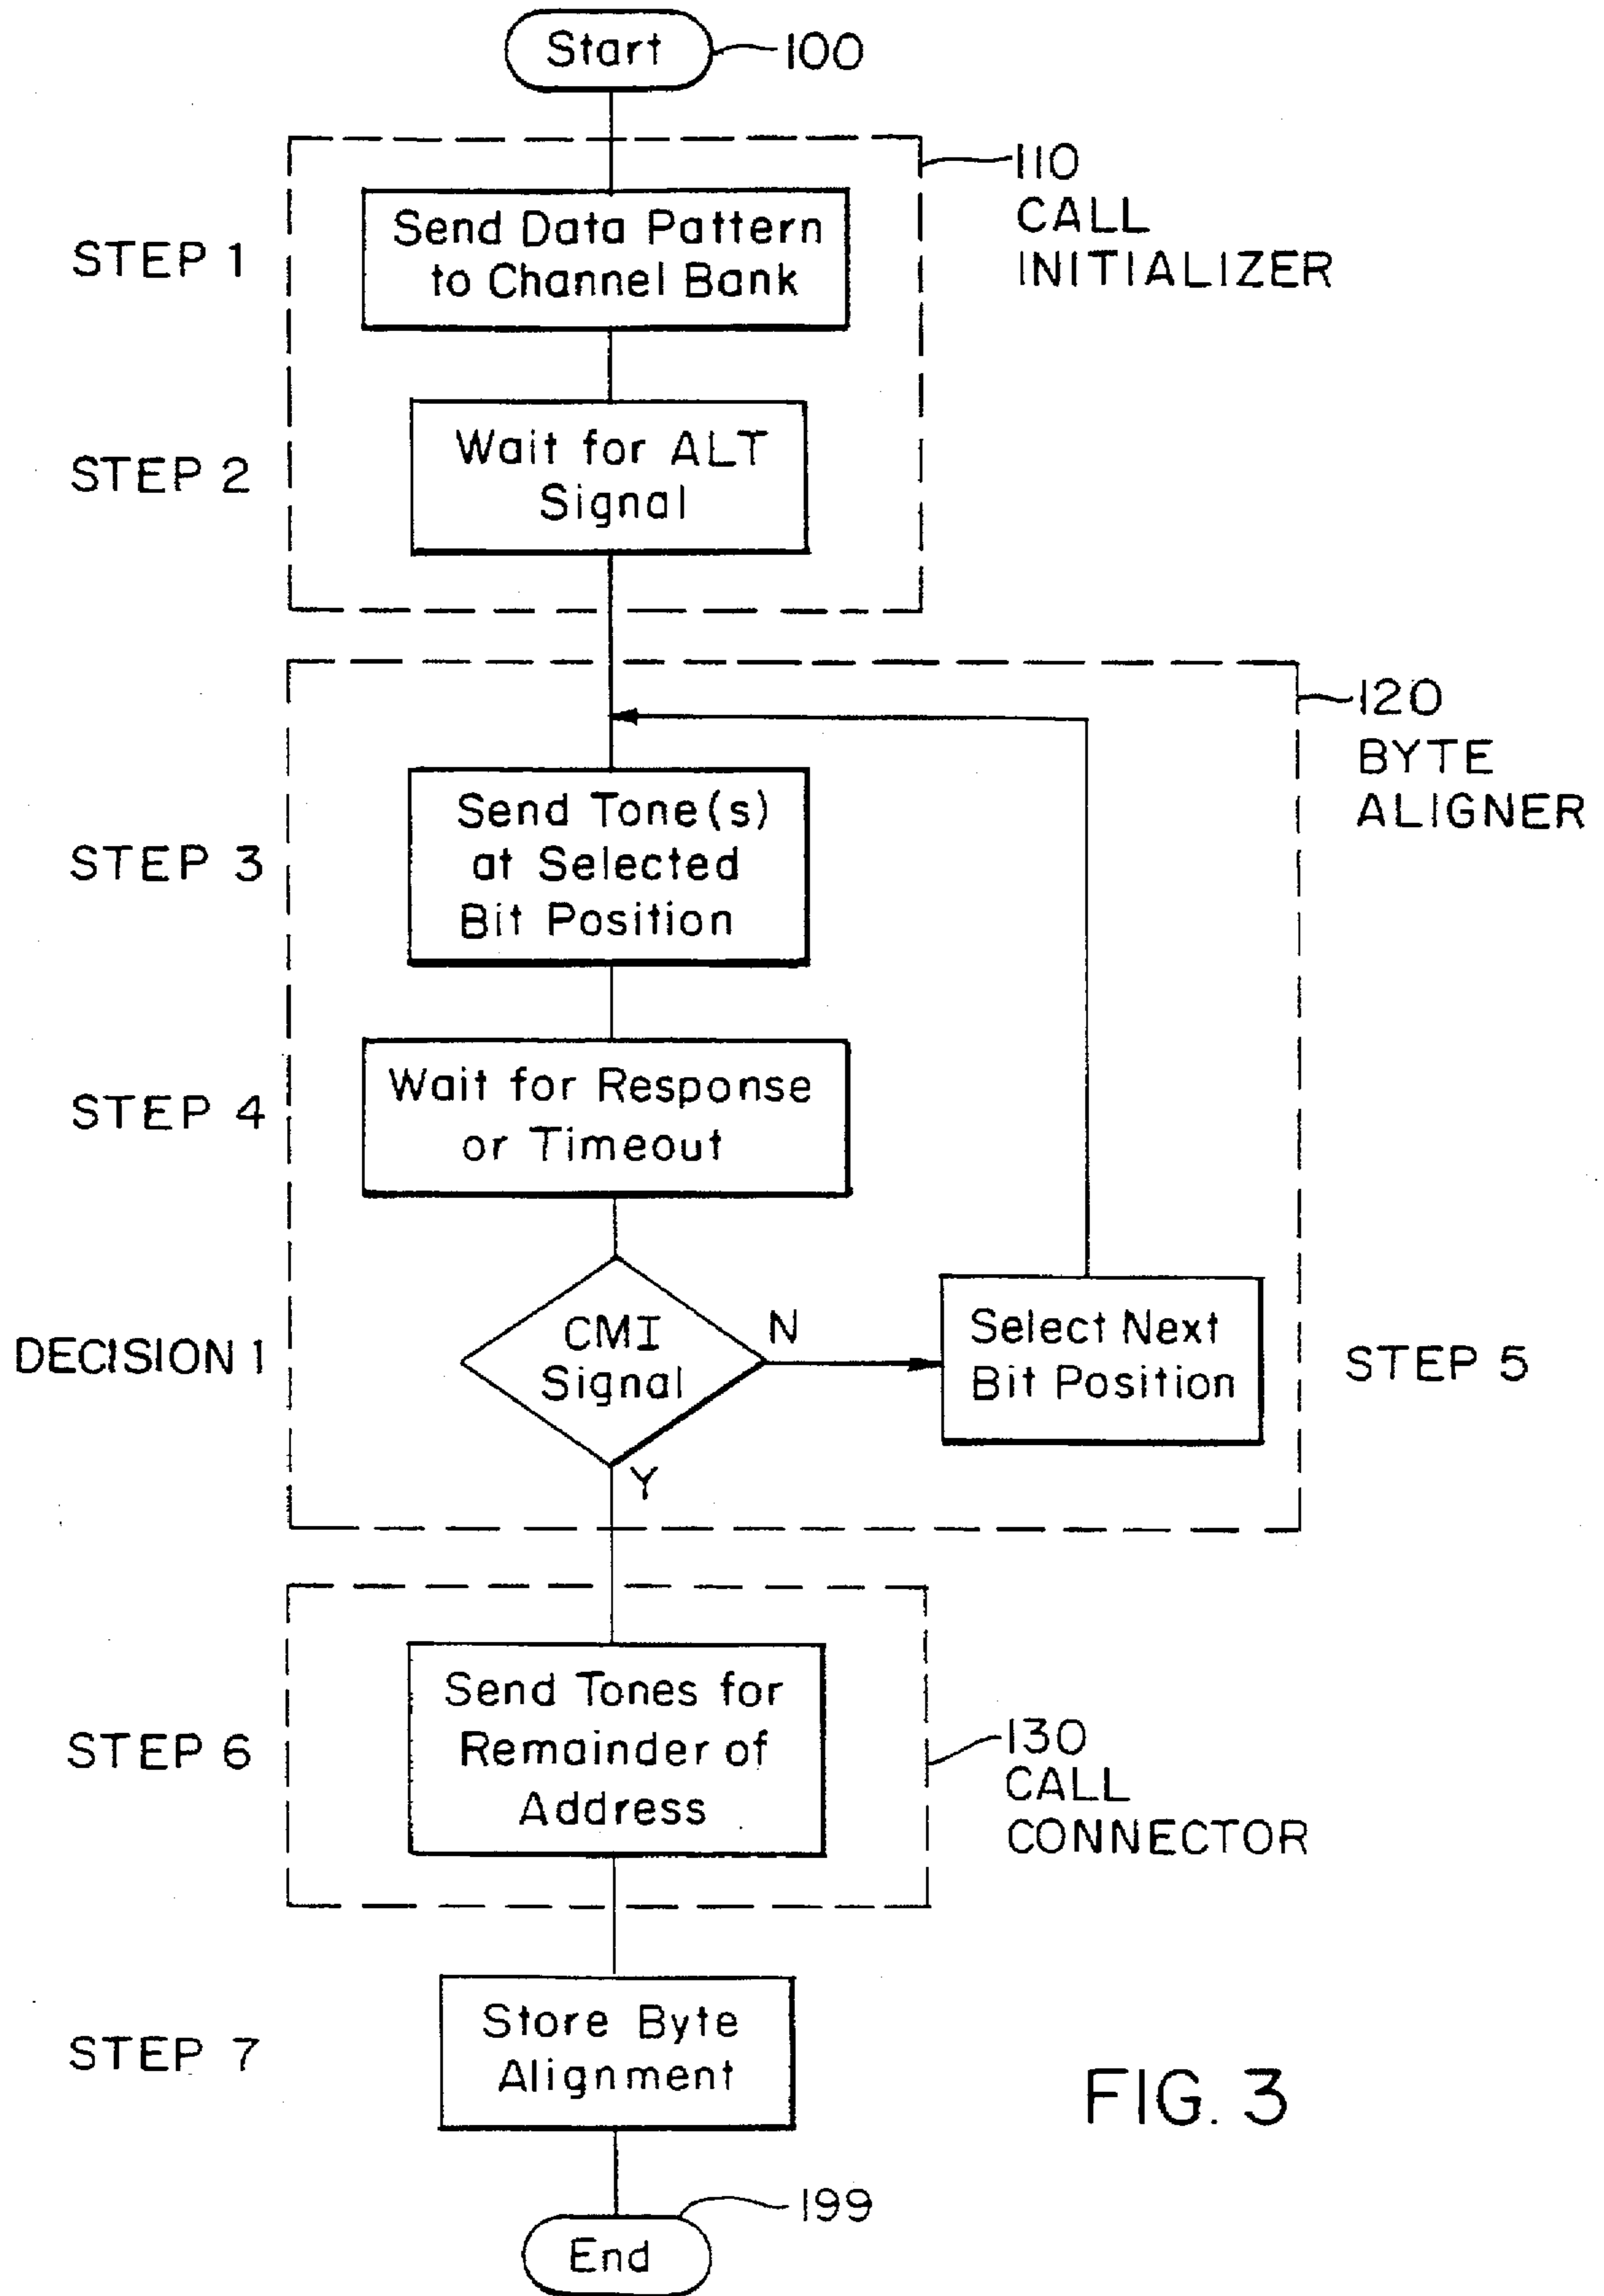 Start
100
110
CALL
INITIALIZER
STEP 1
Send Data Pattern
to Channel Bank
STEP 2
Wait for ALT
Signal
120
BYTE
ALIGNER
STEP 3
Send Tone(s)
at Selected
Bit Position
STEP 4
Wait for Response
or Timeout
DECISION 1
CMI
Signal
N
Y
Select Next
Bit Position
STEP 5
STEP 6
Send Tones for
Remainder of
Address
130
CALL
CONNECTOR
STEP 7
Store Byte
Alignment
FIG. 3
199
End